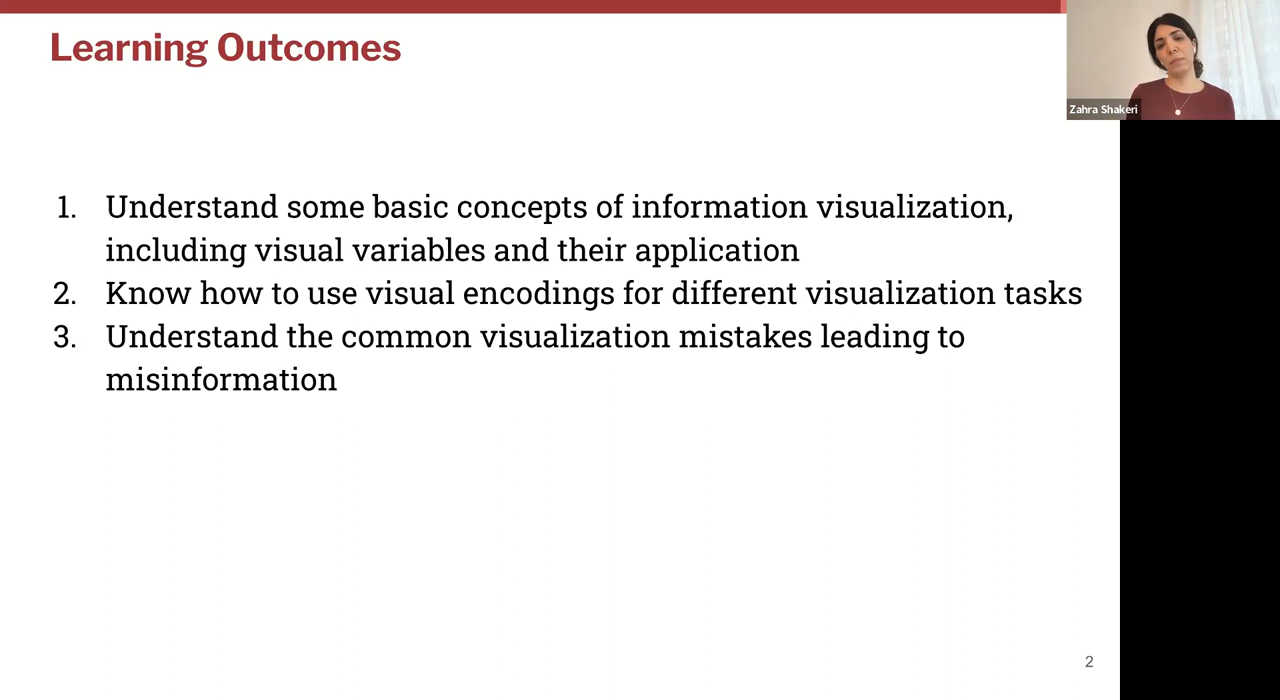 Learning Outcomes
Zahra Shakeri
1. Understand some basic concepts of information visualization,
including visual variables and their application
2. Know how to use visual encodings for different visualization tasks
3. Understand the common visualization mistakes leading to
misinformation
2